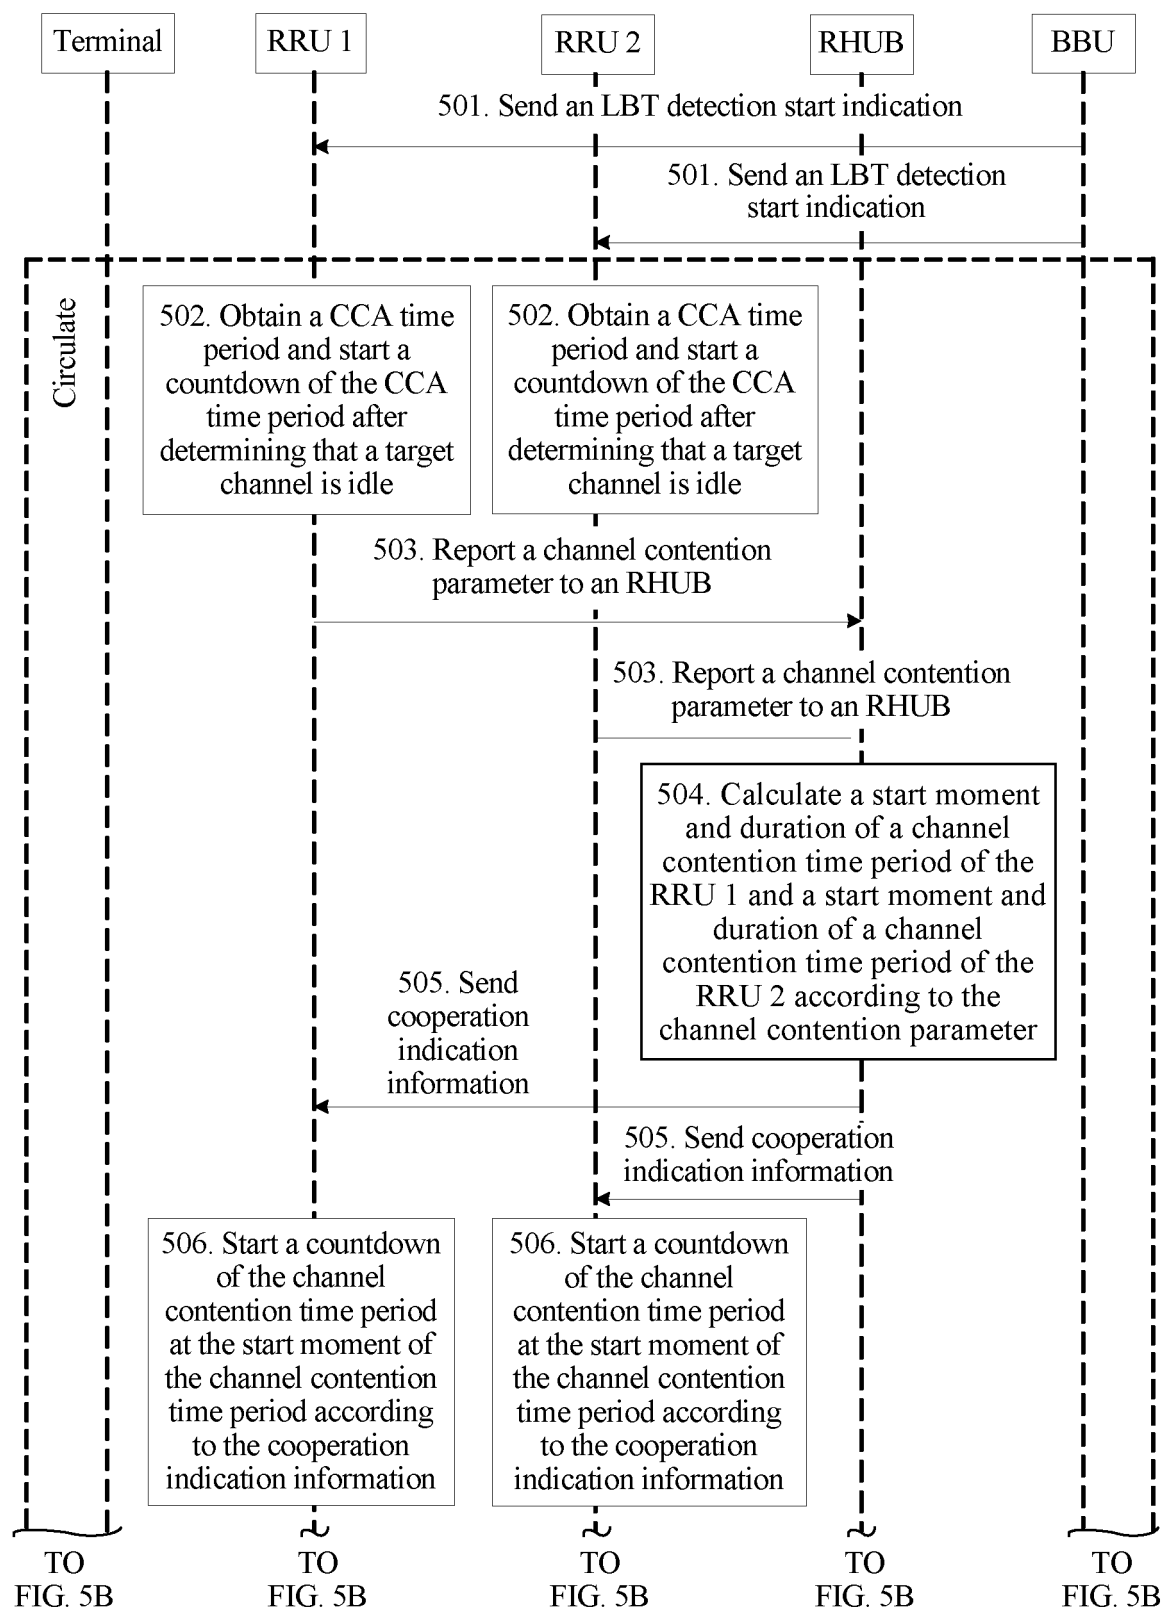 Terminal
RRU 1
RRU 2
RHUB
BBU
501. Send an LBT detection start indication
501. Send an LBT detection
start indication
Circulate
502. Obtain a CCA time
period and start a
countdown of the CCA
time period after
determining that a target
channel is idle
502. Obtain a CCA time
period and start a
countdown of the CCA
time period after
determining that a target
channel is idle
503. Report a channel contention
parameter to an RHUB
503. Report a channel contention
parameter to an RHUB
504. Calculate a start moment
and duration of a channel
contention time period of the
RRU 1 and a start moment and
duration of a channel
contention time period of the
RRU 2 according to the
channel contention parameter
505. Send
cooperation
indication
information
505. Send cooperation
indication information
506. Start a countdown
of the channel
contention time period
at the start moment of
the channel contention
time period according
to the cooperation
indication information
506. Start a countdown
of the channel
contention time period
at the start moment of
the channel contention
time period according
to the cooperation
indication information
TO
FIG. 5B
TO
FIG. 5B
TO
FIG. 5B
TO
FIG. 5B
TO
FIG. 5B